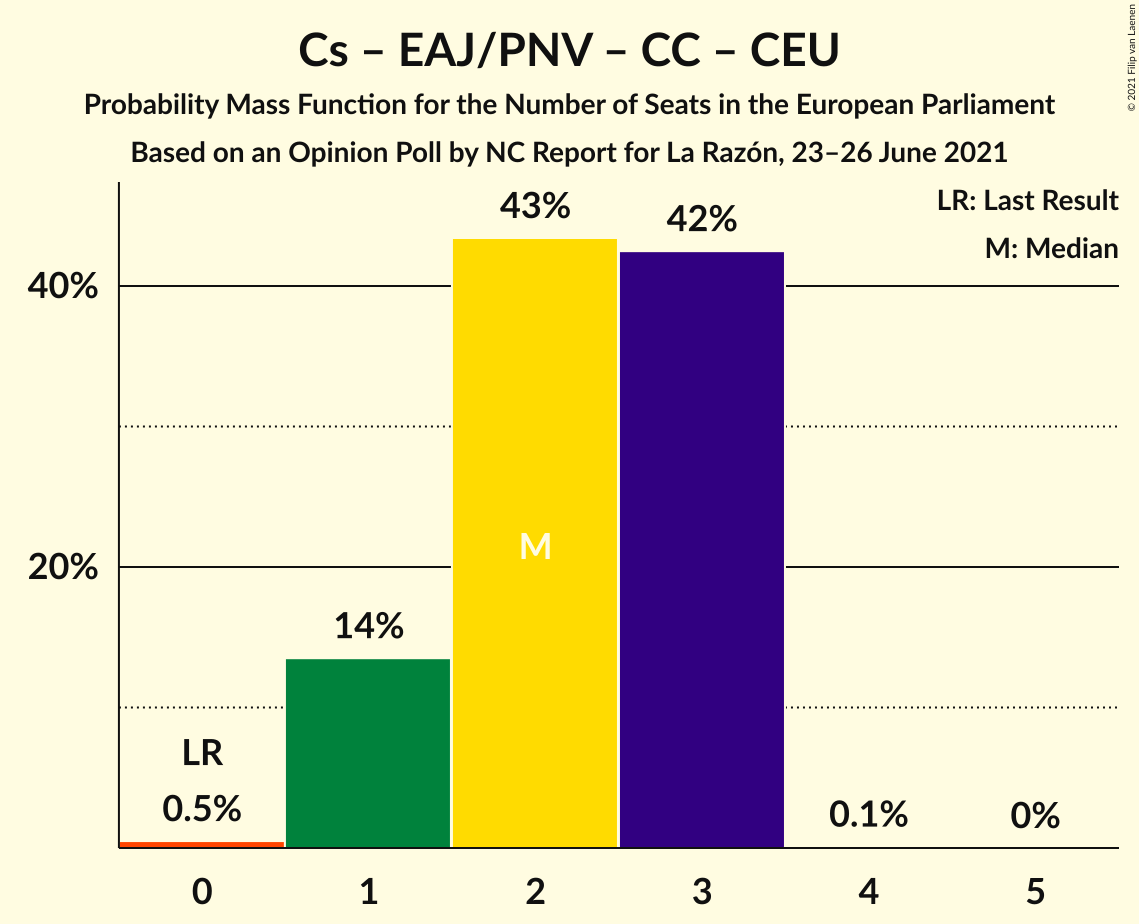 Cs – EAJ/PNV – CC – CEU
Probability Mass Function for the Number of Seats in the European Parliament
Based on an Opinion Poll by NC Report for La Razón, 23–26 June 2021
© 2021 Filip van Laenen
LR: Last Result
M: Median
43%
42%
40%
M
20%
14%
LR
0.5%
0.1%
0%
0 1 2 3 4 5